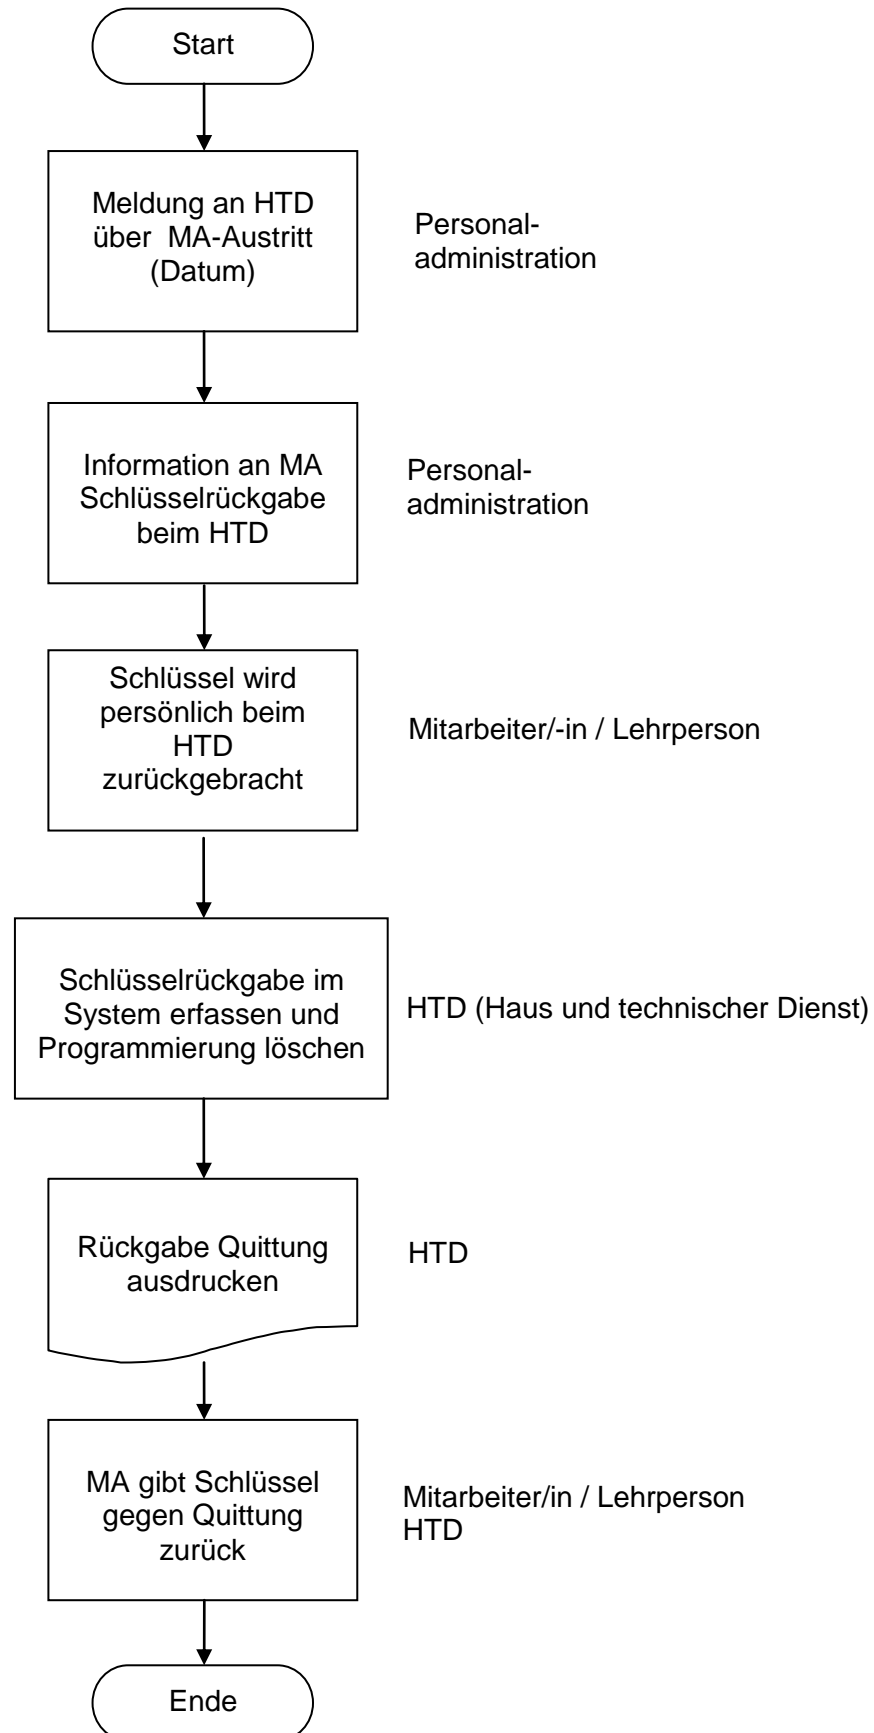 Start
Meldung an HTD
über MA-Austritt
(Datum)
Personal-
administration
Information an MA
Schlüsselrückgabe
beim HTD
Personal-
administration
Schlüssel wird
persönlich beim
HTD
zurückgebracht
Mitarbeiter/-in / Lehrperson
Schlüsselrückgabe im
System erfassen und
Programmierung löschen
HTD (Haus und technischer Dienst)
Rückgabe Quittung
ausdrucken
HTD
MA gibt Schlüssel
gegen Quittung
zurück
Mitarbeiter/in / Lehrperson
HTD
Ende